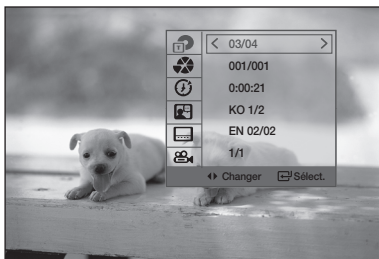 T
< 03/04 >
001/001
0:00:21
KO 1/2
EN 02/02
1/1
Changer Sélect.